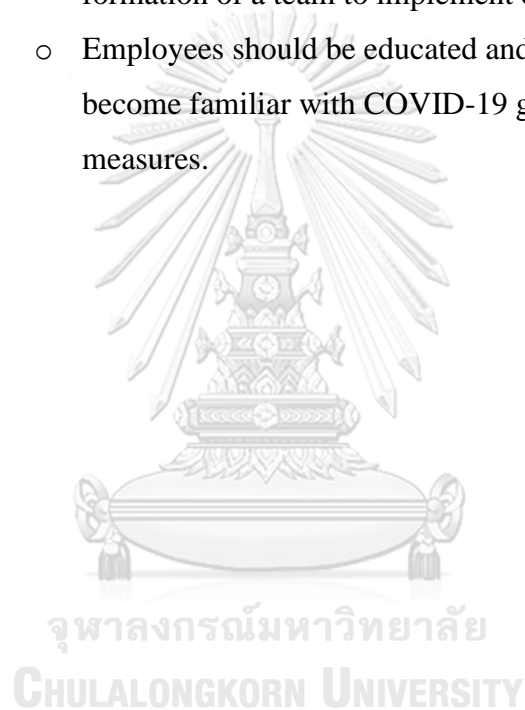 formation of a team to implement
o Employees should be educated and
become familiar with COVID-19 g
measures.
จุฬาลงกรณ์มหาวิทยาลัย
CHULALONGKORN UNIVERSITY